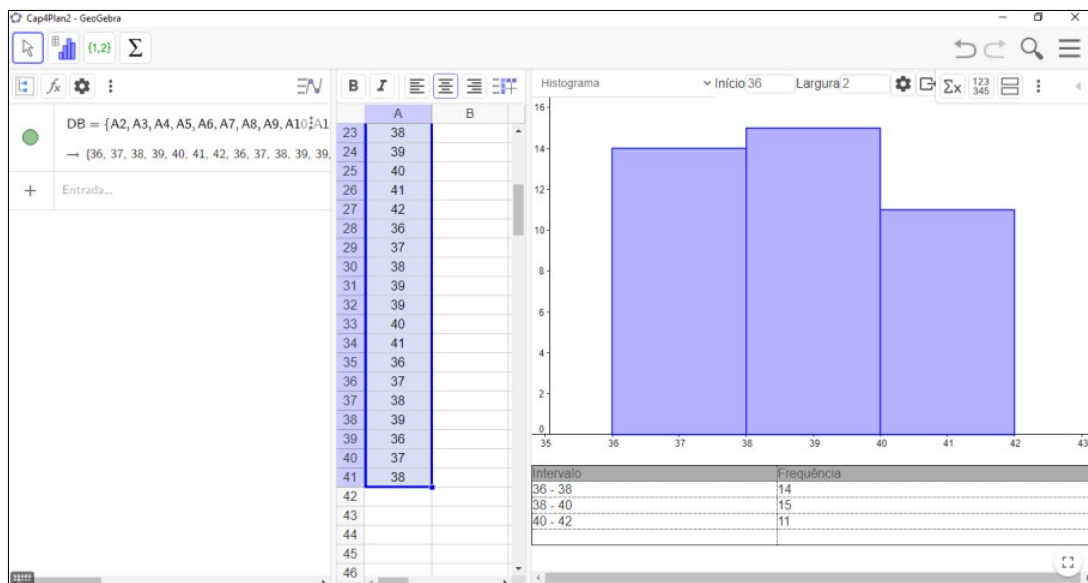 Cap4Plan2 - GeoGebra
{1,2} Σ
fx
DB = {A2, A3, A4, A5, A6, A7, A8, A9, A10, A1
→ {36, 37, 38, 39, 40, 41, 42, 36, 37, 38, 39, 39,
+ Entrada...
B I
A B
23 38
24 39
25 40
26 41
27 42
28 36
29 37
30 38
31 39
32 39
33 40
34 41
35 36
36 37
37 38
38 39
39 36
40 37
41 38
42
43
44
45
46
Histograma Início 36 Largura 2 Σx 123 345
16
14
12
10
8
6
4
2
0
35 36 37 38 39 40 41 42 43
Intervalo Frequência
36 - 38 14
38 - 40 15
40 - 42 11